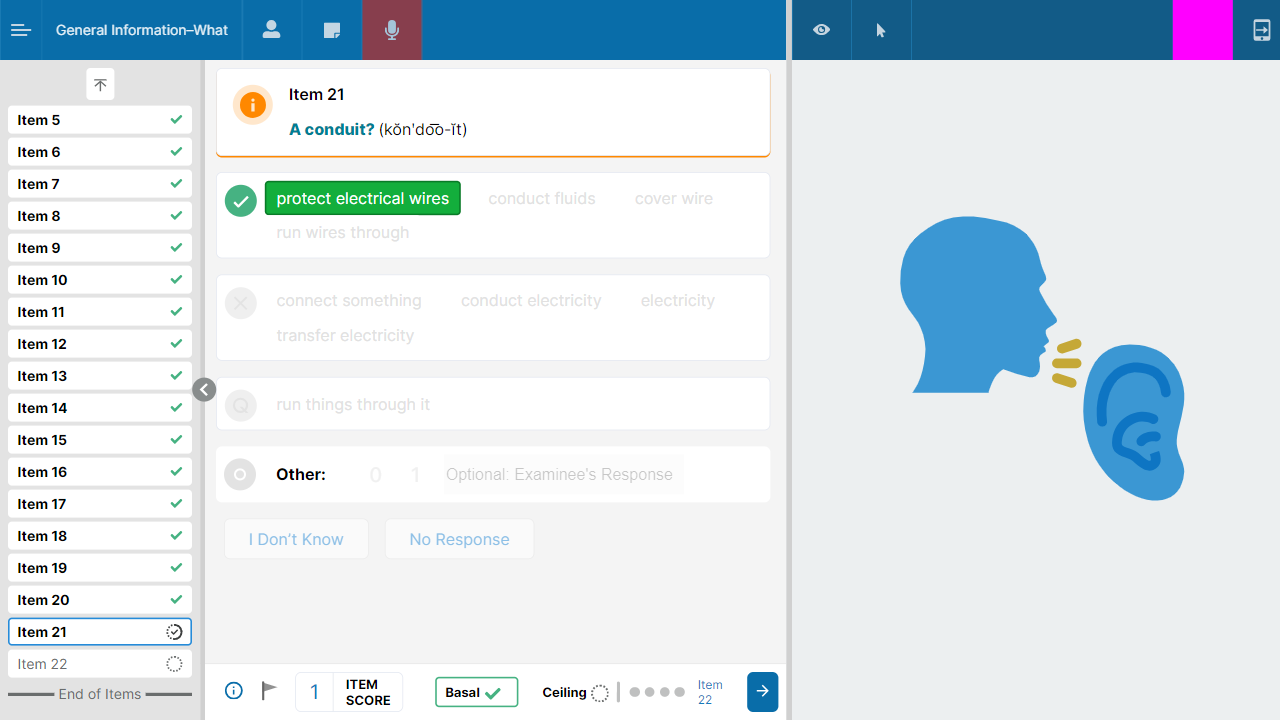 General Information–What
Item 5
Item 6
Item 7
Item 8
Item 9
Item 10
Item 11
Item 12
Item 13
Item 14
Item 15
Item 16
Item 17
Item 18
Item 19
Item 20
Item 21
Item 22
End of Items
Item 21
A conduit? (kŏn'do͞o-ĭt)
protect electrical wires conduct fluids cover wire
run wires through
connect something conduct electricity electricity
transfer electricity
Q run things through it
Other: 0 1 Optional: Examinee's Response
I Don’t Know No Response
1 ITEM SCORE Basal Ceiling Item 22